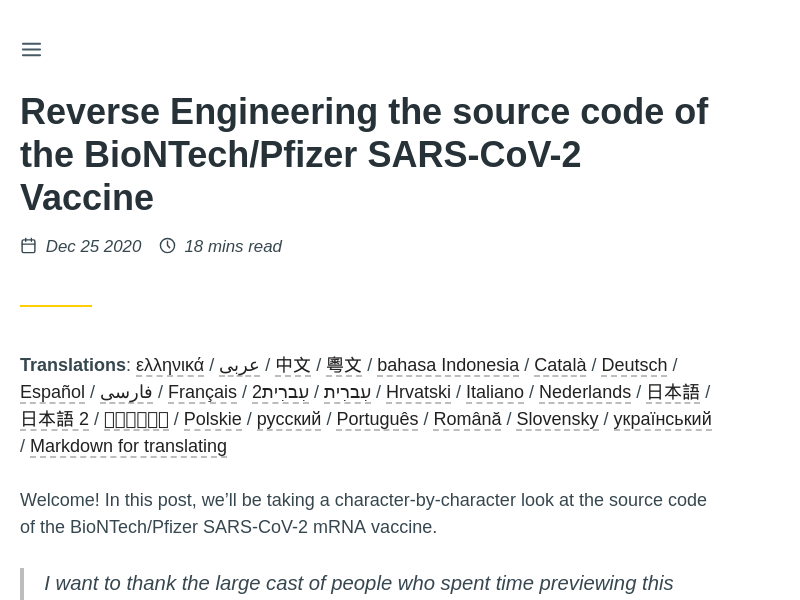 Reverse Engineering the source code of
the BioNTech/Pfizer SARS-CoV-2
Vaccine
Dec 25 2020 18 mins read
Translations: ελληνικά / عربى / 中文 / 粵文 / bahasa Indonesia / Català / Deutsch /
Español / فارسی / Français / עִברִית2 / עִברִית / Hrvatski / Italiano / Nederlands / 日本語 /
日本語 2 / / Polskie / русский / Português / Română / Slovensky / український
/ Markdown for translating
Welcome! In this post, we’ll be taking a character-by-character look at the source code
of the BioNTech/Pfizer SARS-CoV-2 mRNA vaccine.
I want to thank the large cast of people who spent time previewing this